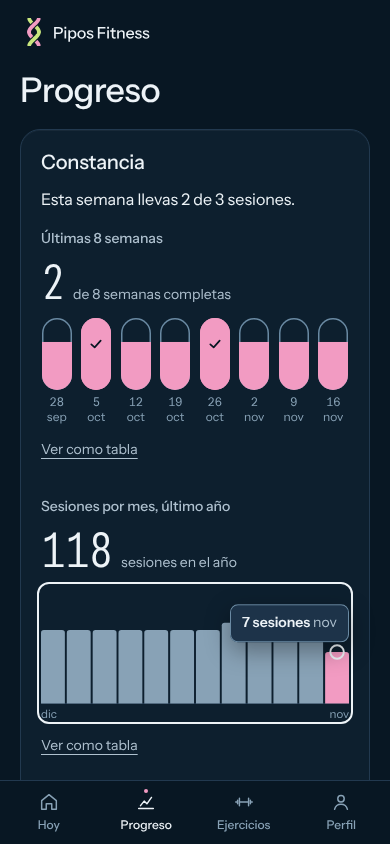 Pipos Fitness
Progreso
Constancia
Esta semana llevas 2 de 3 sesiones.
Últimas 8 semanas
2 de 8 semanas completas
28 5 12 19 26 2 9 16
sep oct oct oct oct nov nov nov
Ver como tabla
Sesiones por mes, último año
118 sesiones en el año
7 sesiones nov
dic nov
Ver como tabla
Hoy Progreso Ejercicios Perfil